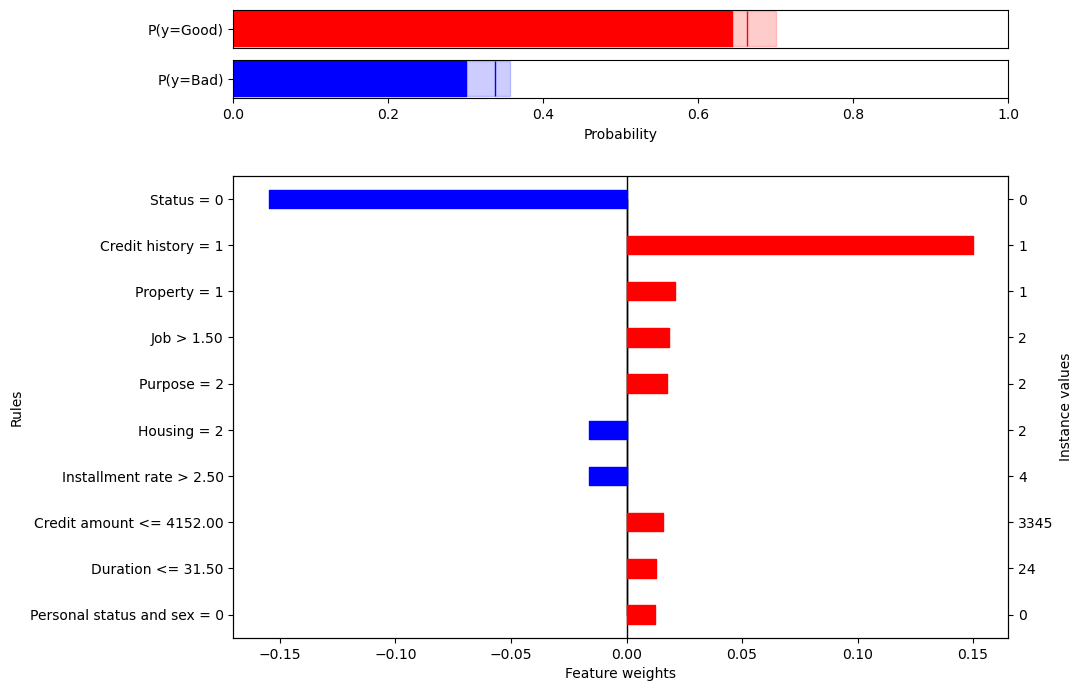 P(y=Good)
P(y=Bad)
0.0 0.2 0.4 0.6 0.8 1.0
Probability
Status = 0 0
Credit history = 1 1
Property = 1 1
Job > 1.50 2
Purpose = 2 2
Housing = 2 2
Installment rate > 2.50 4
Credit amount <= 4152.00 3345
Duration <= 31.50 24
Personal status and sex = 0 0
Rules
Instance values
−0.15 −0.10 −0.05 0.00 0.05 0.10 0.15
Feature weights